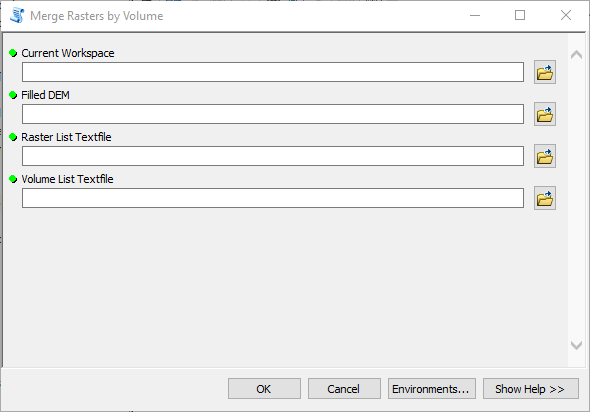 Merge Rasters by Volume
Current Workspace
Filled DEM
Raster List Textfile
Volume List Textfile
OK
Cancel
Environments...
Show Help >>